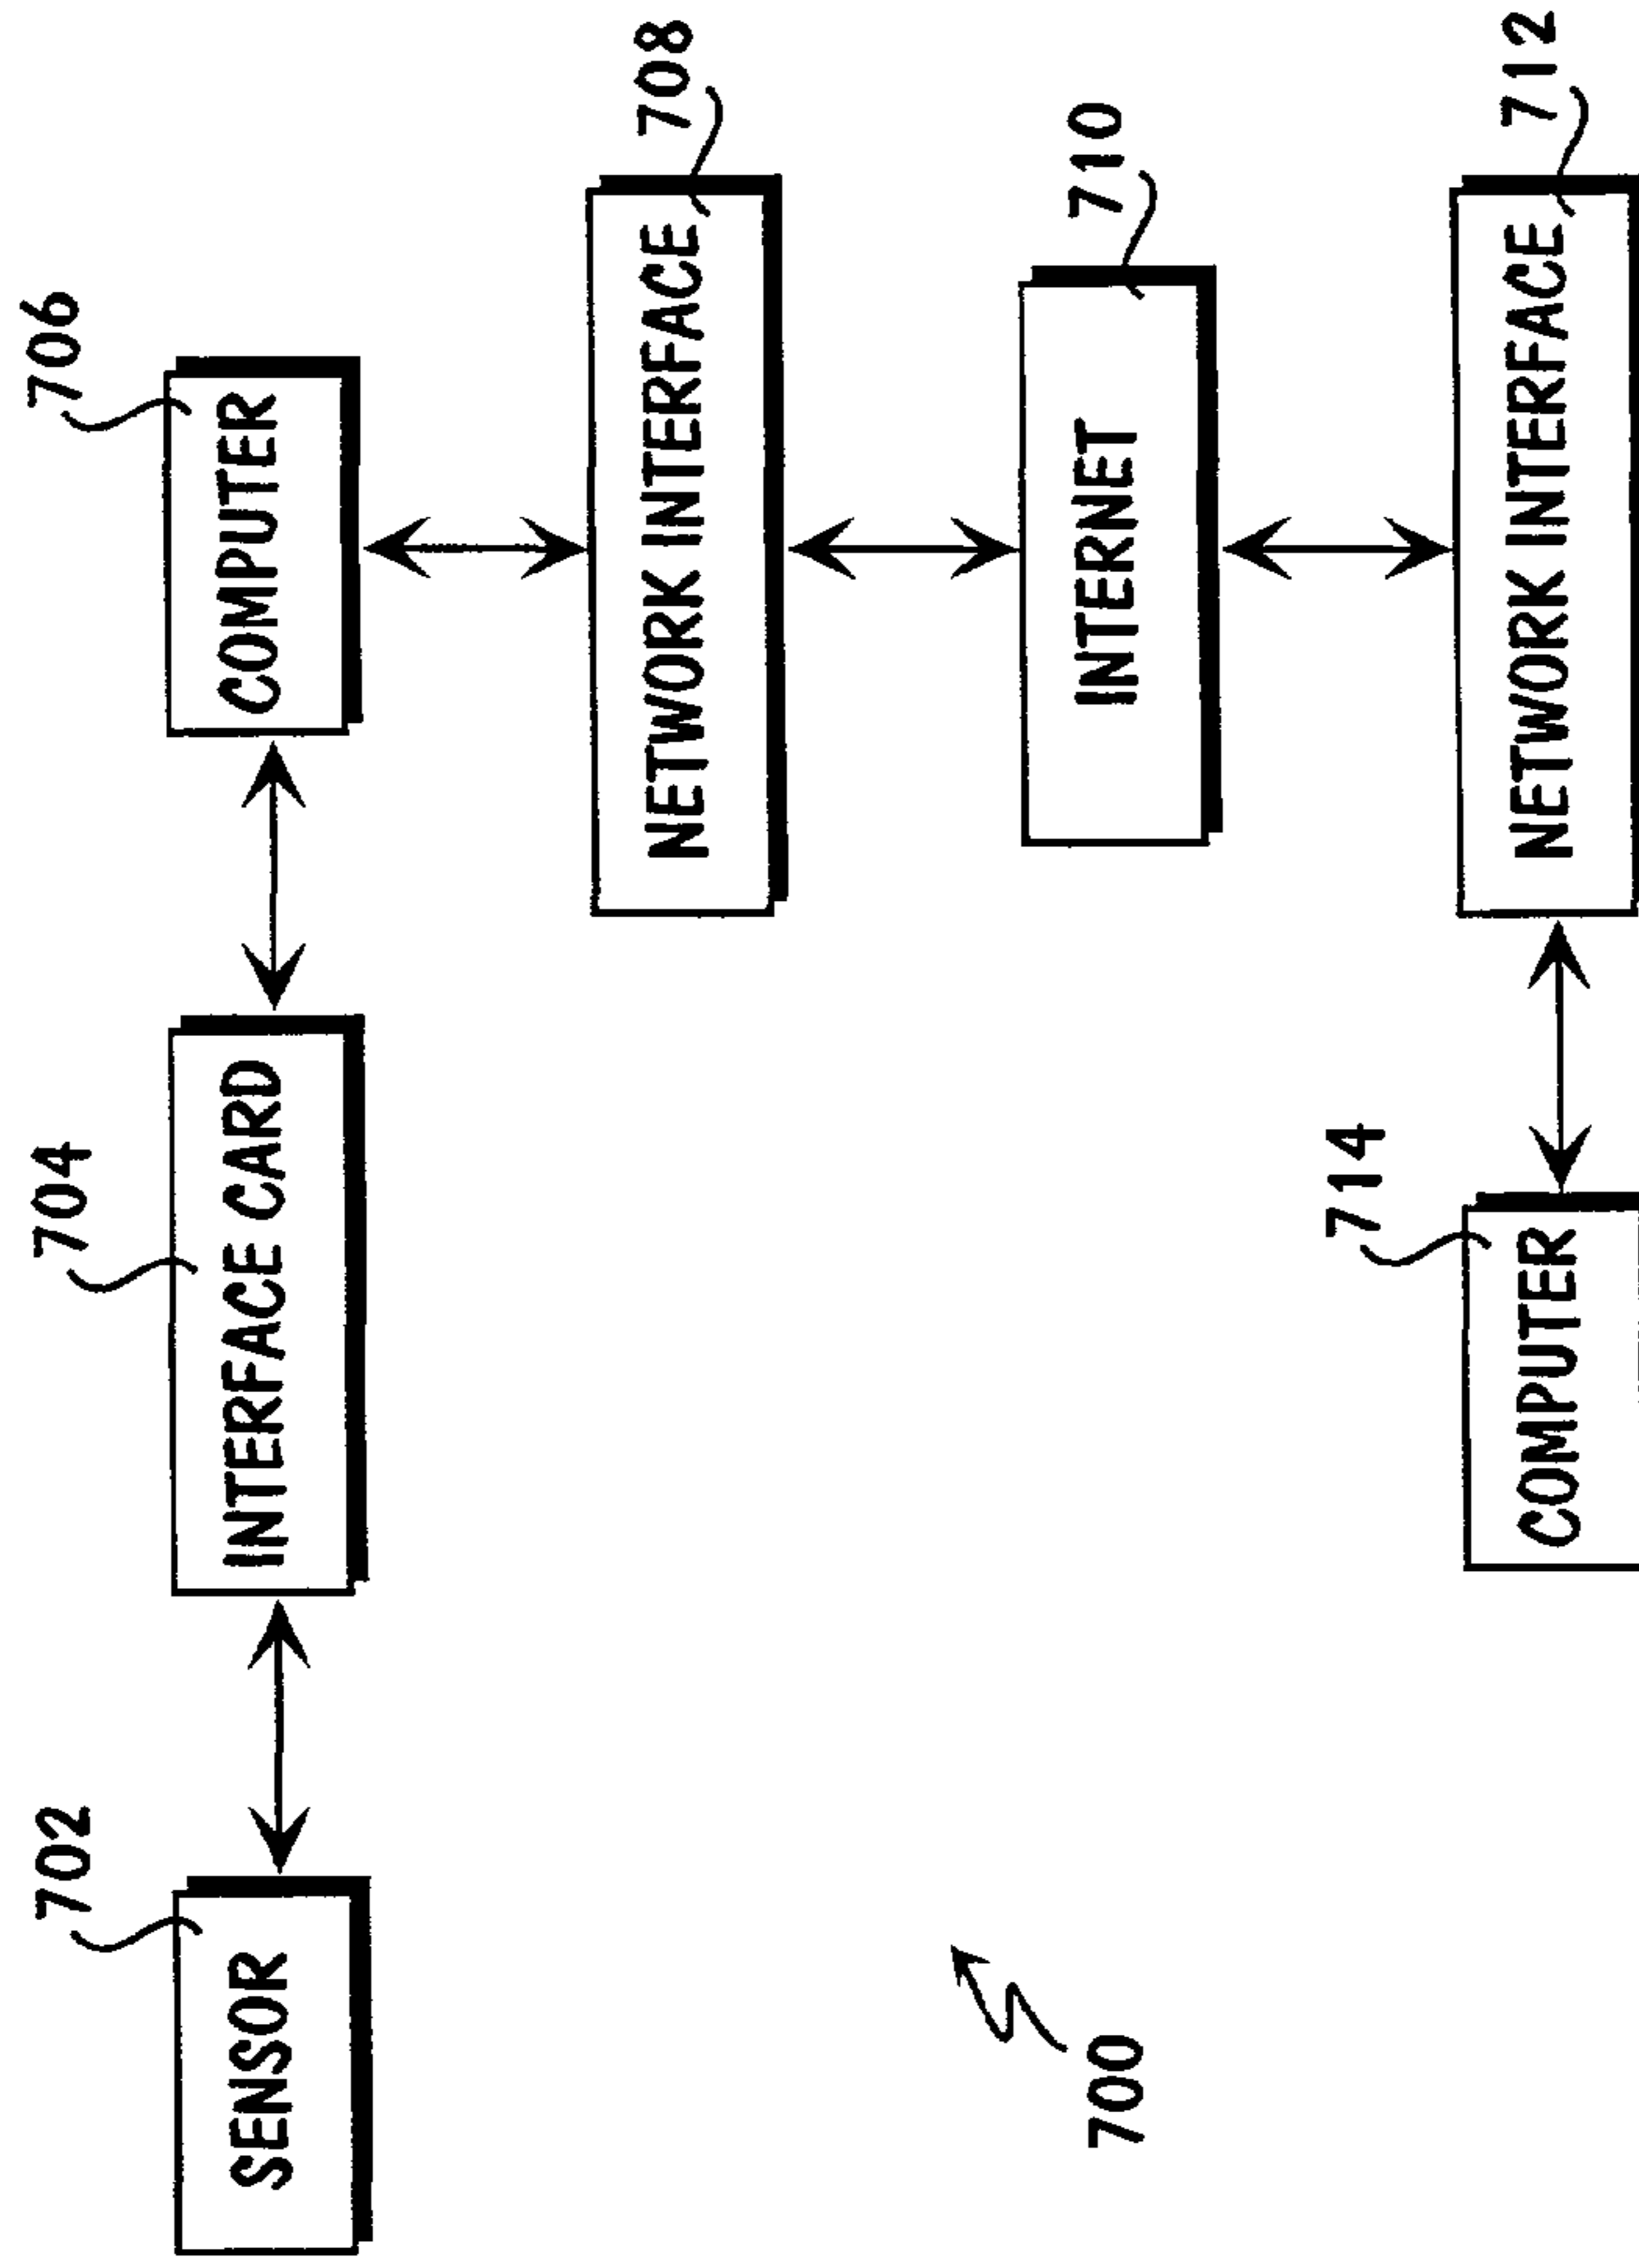 702
704
706
SENSOR
INTERFACE CARD
COMPUTER
708
NETWORK INTERFACE
710
INTERNET
700
714
712
COMPUTER
NETWORK INTERFACE